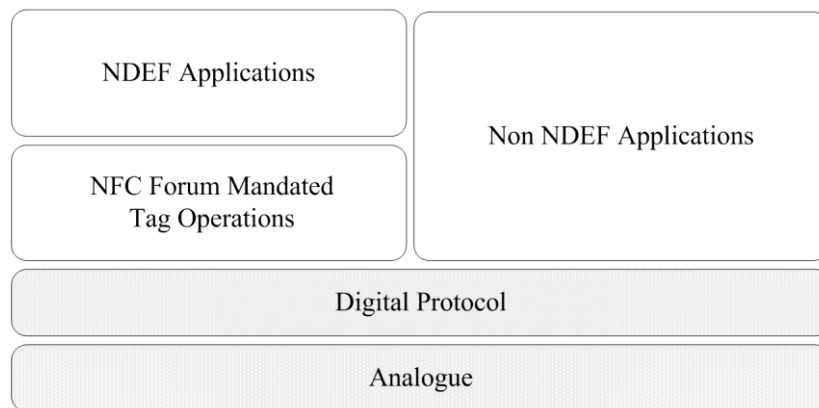 NDEF Applications
Non NDEF Applications
NFC Forum Mandated
Tag Operations
Digital Protocol
Analogue